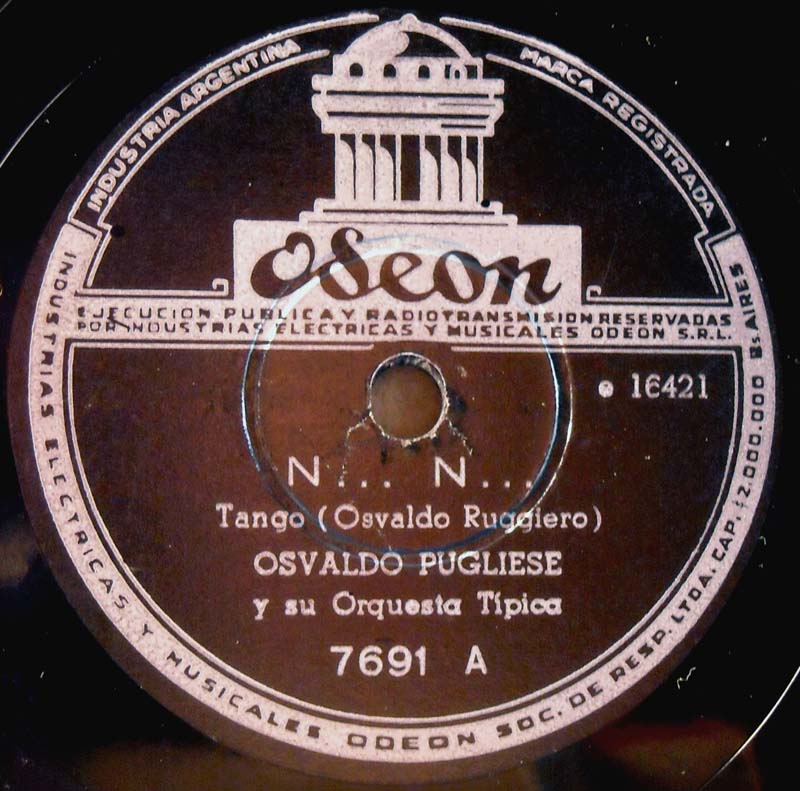 INDUSTRIA ARGENTINA
MARCA REGISTRADA
Odeon
EJECUCION PUBLICA Y RADIOTRANSMISION RESERVADAS
POR INDUSTRIAS ELECTRICAS Y MUSICALES ODEON S.R.L.
16421
N... N...
Tango (Osvaldo Ruggiero)
OSVALDO PUGLIESE
y su Orquesta Típica
7691 A
INDUSTRIAS ELECTRICAS Y MUSICALES ODEON SOC. DE RESP. LTDA. CAP. $2.000.000 Bs AIRES